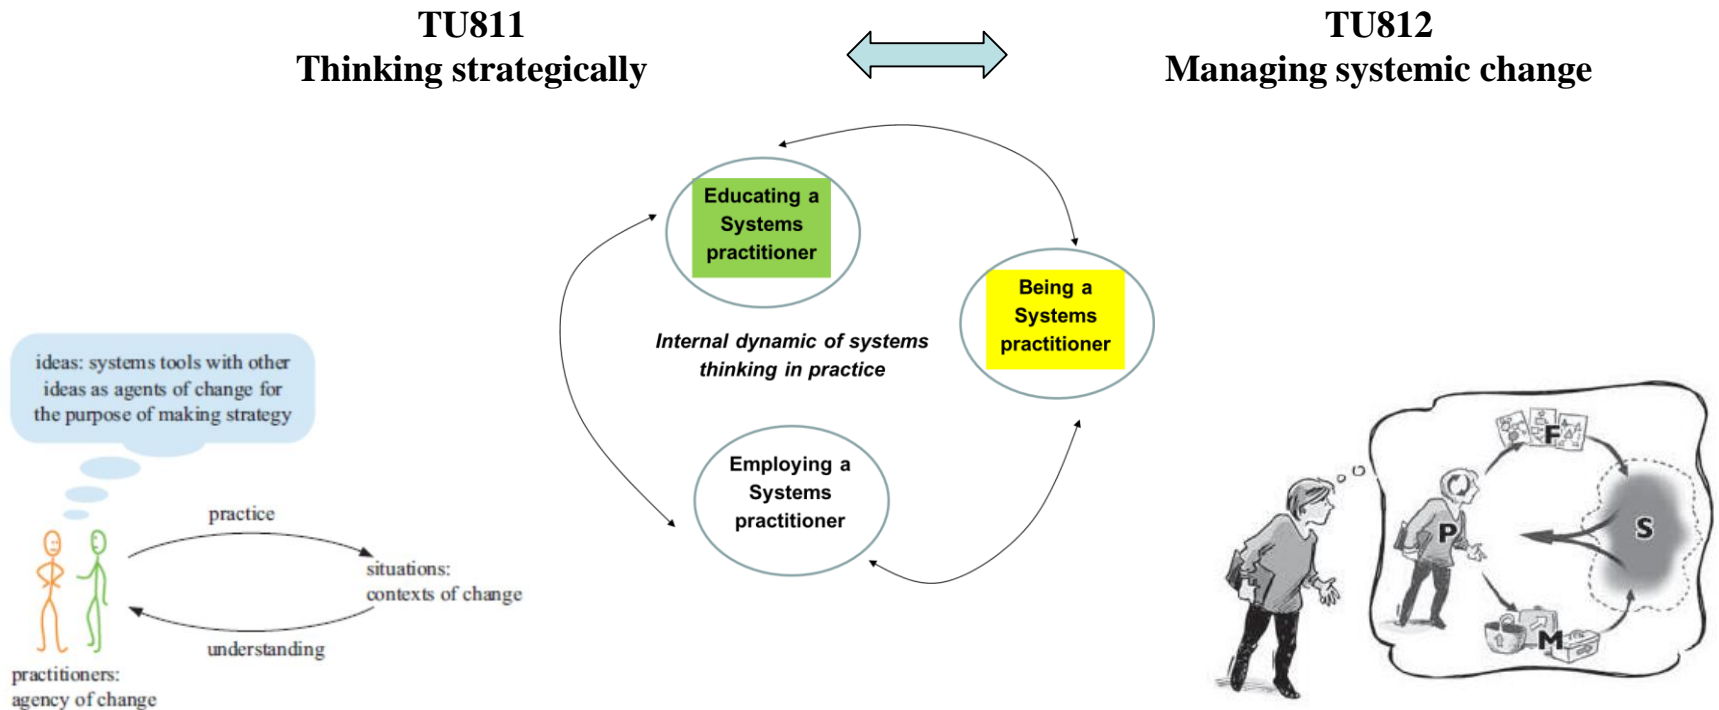 TU811
Thinking strategically
TU812
Managing systemic change
Educating a
Systems
practitioner
Being a
Systems
practitioner
Internal dynamic of systems
thinking in practice
Employing a
Systems
practitioner
ideas: systems tools with other
ideas as agents of change for
the purpose of making strategy
practice
situations:
contexts of change
understanding
practitioners:
agency of change
F
P
S
M